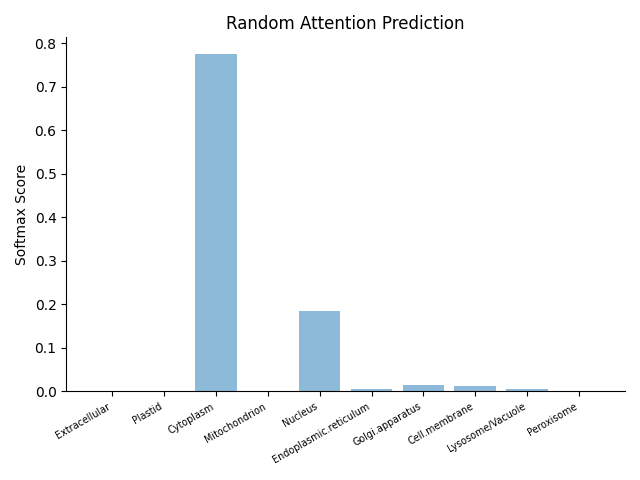 Random Attention Prediction
Softmax Score
0.8
0.7
0.6
0.5
0.4
0.3
0.2
0.1
0.0
Extracellular
Plastid
Cytoplasm
Mitochondrion
Nucleus
Endoplasmic.reticulum
Golgi.apparatus
Cell.membrane
Lysosome/Vacuole
Peroxisome